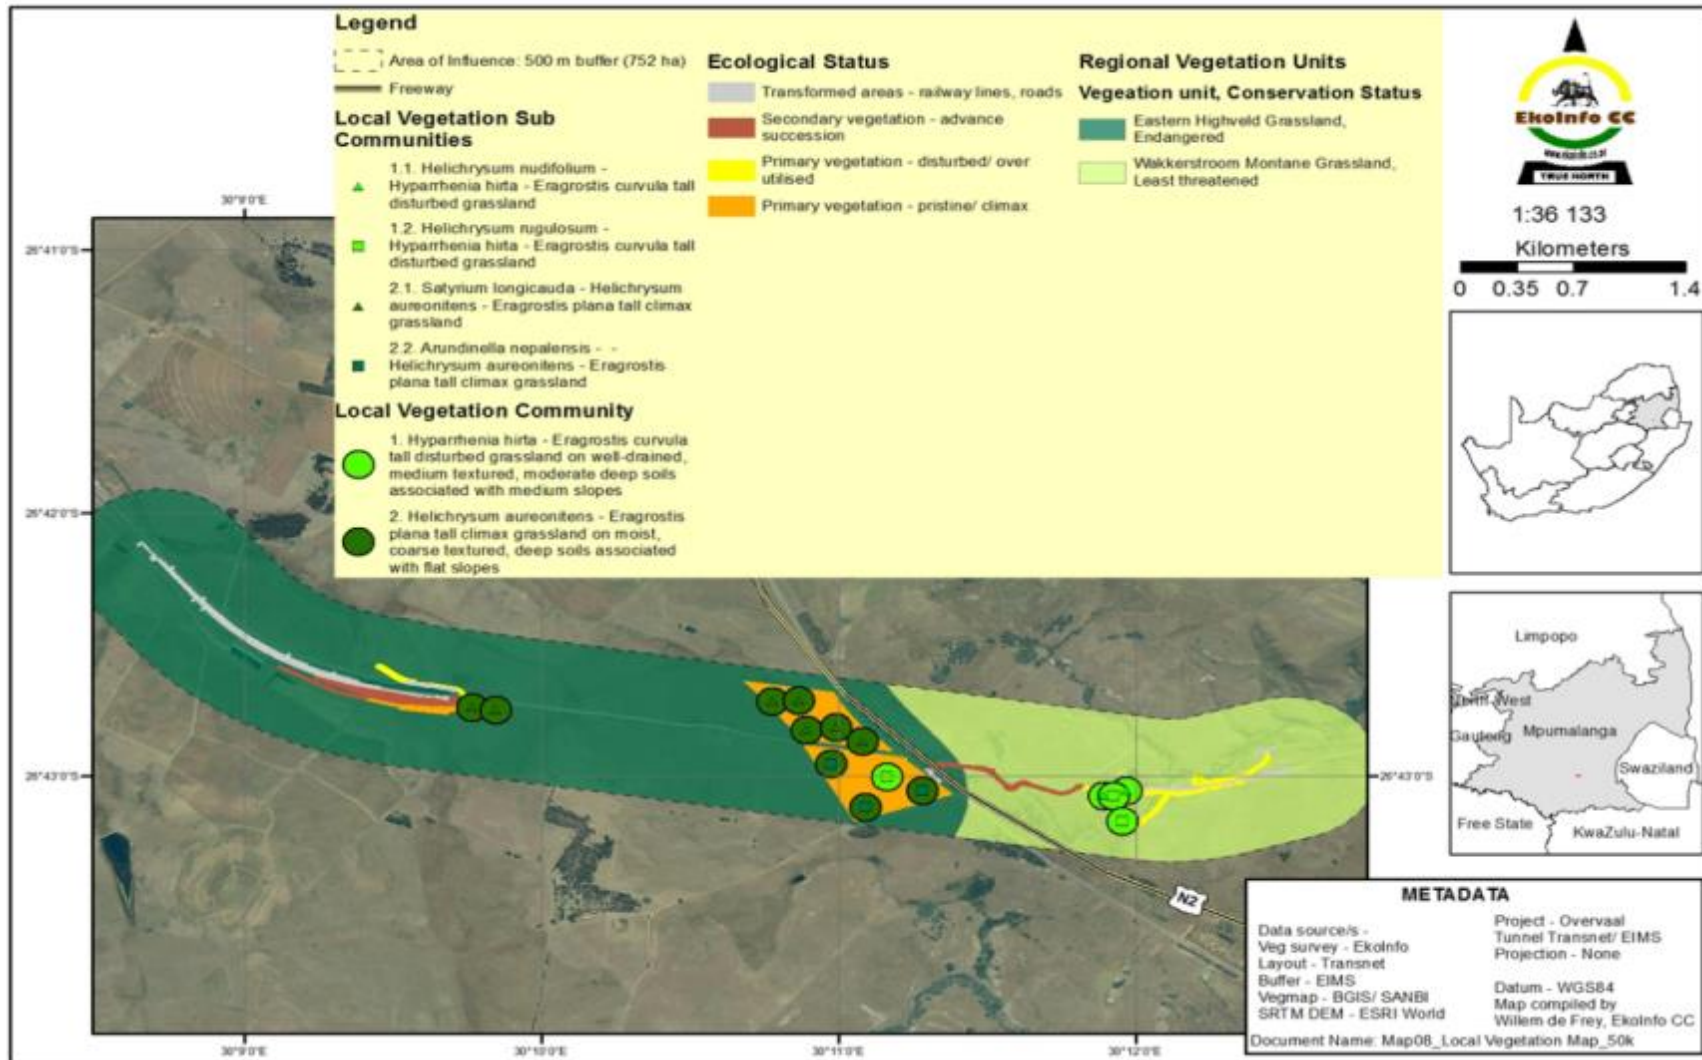 Legend
Area of Influence: 500 m buffer (752 ha)
Freeway
Local Vegetation Sub
Communities
1.1. Helichrysum nudifolium -
Hyparrhenia hirta - Eragrostis curvula tall
disturbed grassland
1.2. Helichrysum rugulosum -
Hyparrhenia hirta - Eragrostis curvula tall
disturbed grassland
2.1. Satyrium longicauda - Helichrysum
aureonitens - Eragrostis plana tall climax
grassland
2.2. Arundinella nepalensis - -
Helichrysum aureonitens - Eragrostis
plana tall climax grassland
Local Vegetation Community
1. Hyparrhenia hirta - Eragrostis curvula
tall disturbed grassland on well-drained,
medium textured, moderate deep soils
associated with medium slopes
2. Helichrysum aureonitens - Eragrostis
plana tall climax grassland on moist,
coarse textured, deep soils associated
with flat slopes
Ecological Status
Transformed areas - railway lines, roads
Secondary vegetation - advance
succession
Primary vegetation - disturbed/ over
utilised
Primary vegetation - pristine/ climax
Regional Vegetation Units
Vegeation unit, Conservation Status
Eastern Highveld Grassland,
Endangered
Wakkerstroom Montane Grassland,
Least threatened
EkoInfo CC
TRUE NORTH
1:36 133
Kilometers
0 0.35 0.7 1.4
30°9'0"E
26°41'0"S
26°42'0"S
26°43'0"S
26°43'0"S
N2
30°9'0"E
30°10'0"E
30°11'0"E
30°12'0"E
Limpopo
North-West
Mpumalanga
Gauteng
Swaziland
Free State
KwaZulu-Natal
METADATA
Data source/s -
Veg survey - EkoInfo
Layout - Transnet
Buffer - EIMS
Vegmap - BGIS/ SANBI
SRTM DEM - ESRI World
Project - Overvaal
Tunnel Transnet/ EIMS
Projection - None
Datum - WGS84
Map compiled by
Willem de Frey, EkoInfo CC
Document Name: Map08_Local Vegetation Map_50k